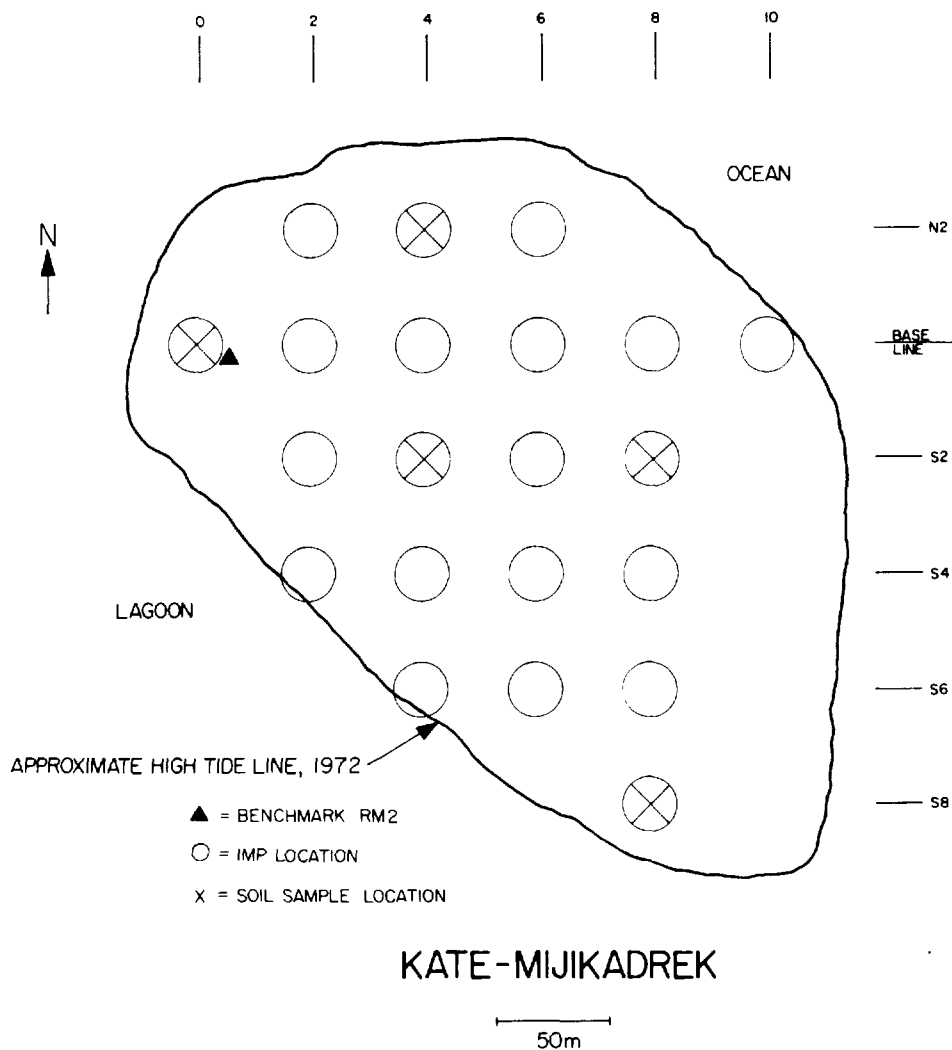 0 2 4 6 8 10
OCEAN
N2
N
BASE
LINE
S2
S4
LAGOON
S6
APPROXIMATE HIGH TIDE LINE, 1972
S8
▲ = BENCHMARK RM2
○ = IMP LOCATION
X = SOIL SAMPLE LOCATION
KATE-MIJIKADREK
50m